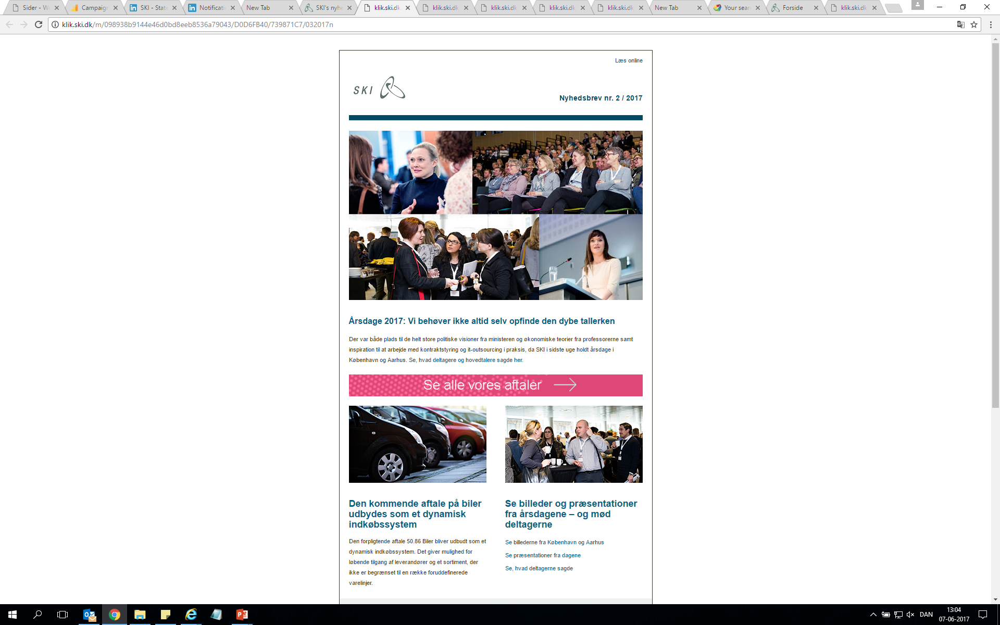 Sider - W
Campaign
SKI - State
Notificati
New Tab
SKI's nyhe
klik.ski.dk
klik.ski.dk
klik.ski.dk
klik.ski.dk
klik.ski.dk
New Tab
Your sear
Forside
klik.ski.dk
klik.ski.dk/m/098938b9144e46d0bd8eeb8536a79043/D0D6FB40/739871C7/032017n
Læs online
SKI
Nyhedsbrev nr. 2 / 2017
Årsdage 2017: Vi behøver ikke altid selv opfinde den dybe tallerken
Der var både plads til de helt store politiske visioner fra ministeren og økonomiske teorier fra professorerne samt
inspiration til at arbejde med kontraktstyring og it-outsourcing i praksis, da SKI i sidste uge holdt årsdage i
København og Aarhus. Se, hvad deltagere og hovedtalere sagde her.
Se alle vores aftaler
Den kommende aftale på biler
udbydes som et dynamisk
indkøbssystem
Den forpligtende aftale 50.86 Biler bliver udbudt som et
dynamisk indkøbssystem. Det giver mulighed for
løbende tilgang af leverandører og et sortiment, der
ikke er begrænset til en række foruddefinerede
varelinjer.
Se billeder og præsentationer
fra årsdagene – og mød
deltagerne
Se billederne fra København og Aarhus
Se præsentationer fra dagene
Se, hvad deltagerne sagde
DAN
13:04
07-06-2017